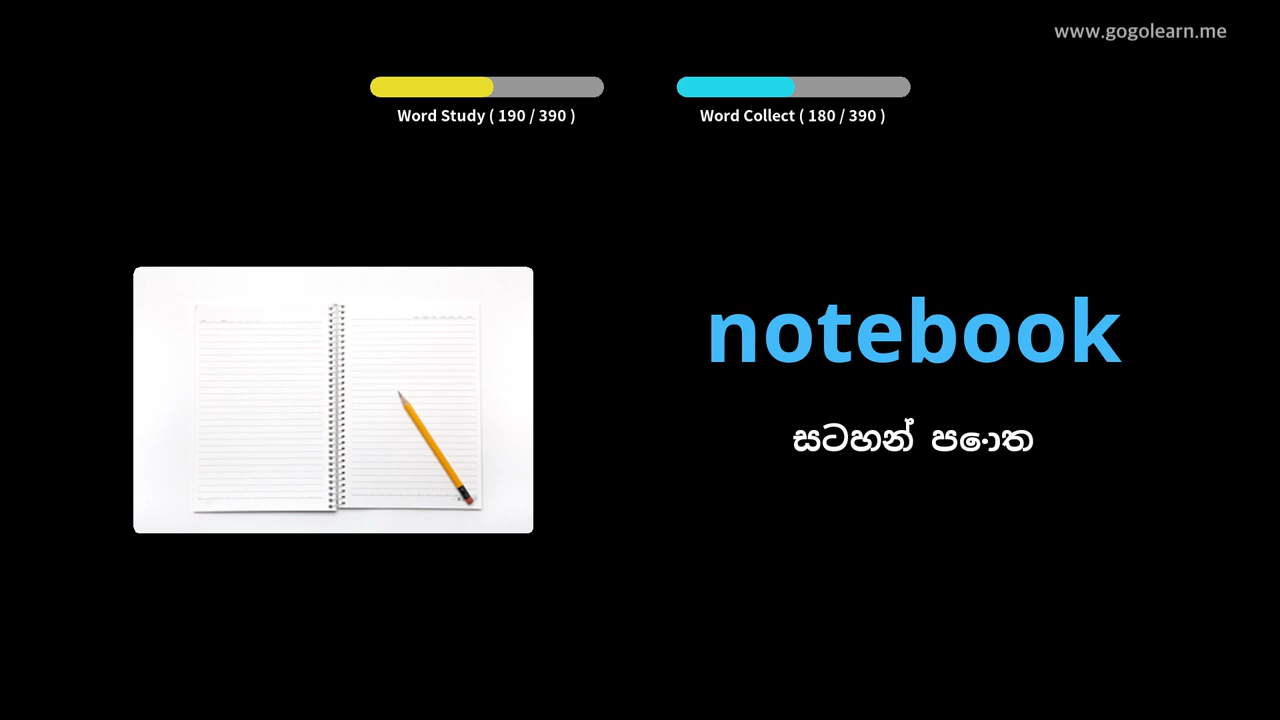 www.gogolearn.me
Word Study ( 190 / 390 )
Word Collect ( 180 / 390 )
notebook
සටහන් පොත